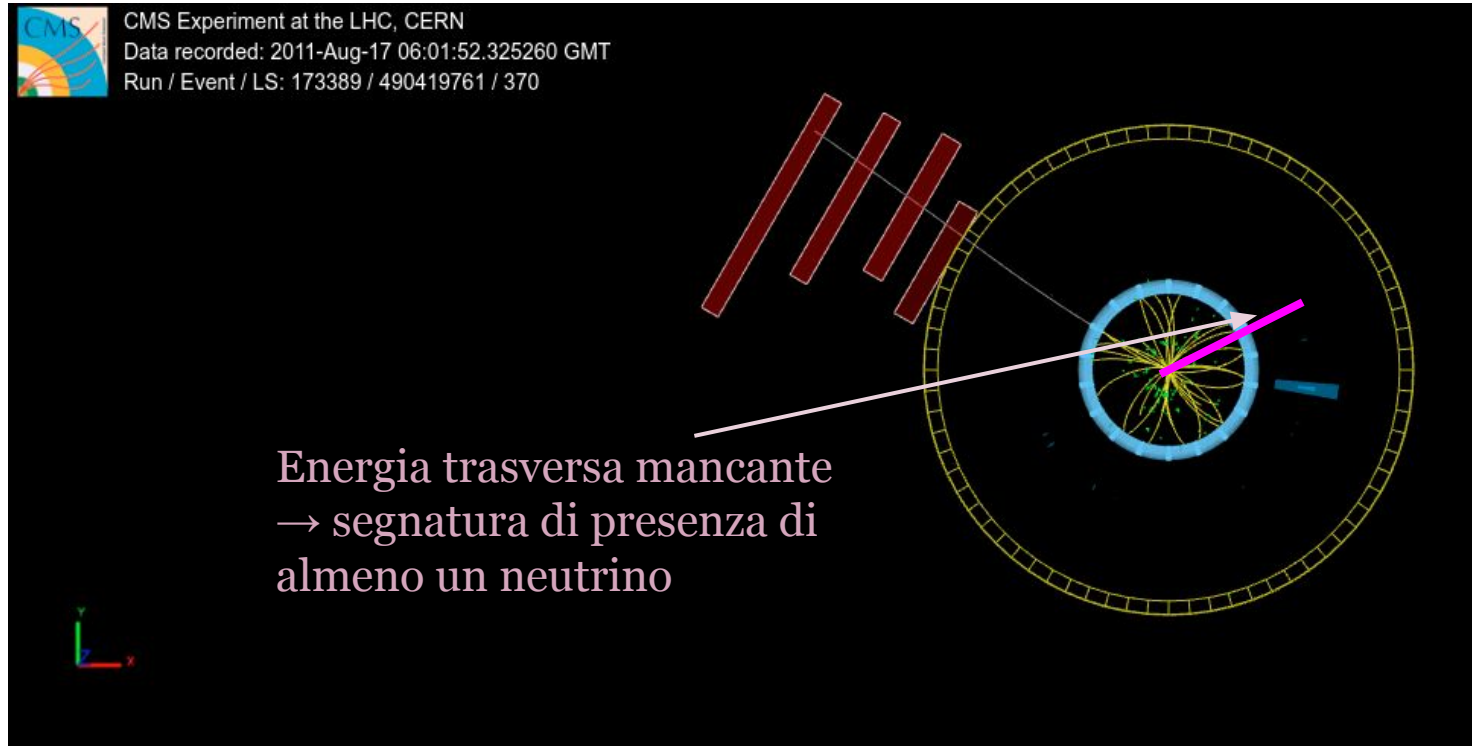 CMS
CMS Experiment at the LHC, CERN
Data recorded: 2011-Aug-17 06:01:52.325260 GMT
Run / Event / LS: 173389 / 490419761 / 370
Energia trasversa mancante
→ segnatura di presenza di
almeno un neutrino
Y
Z
X